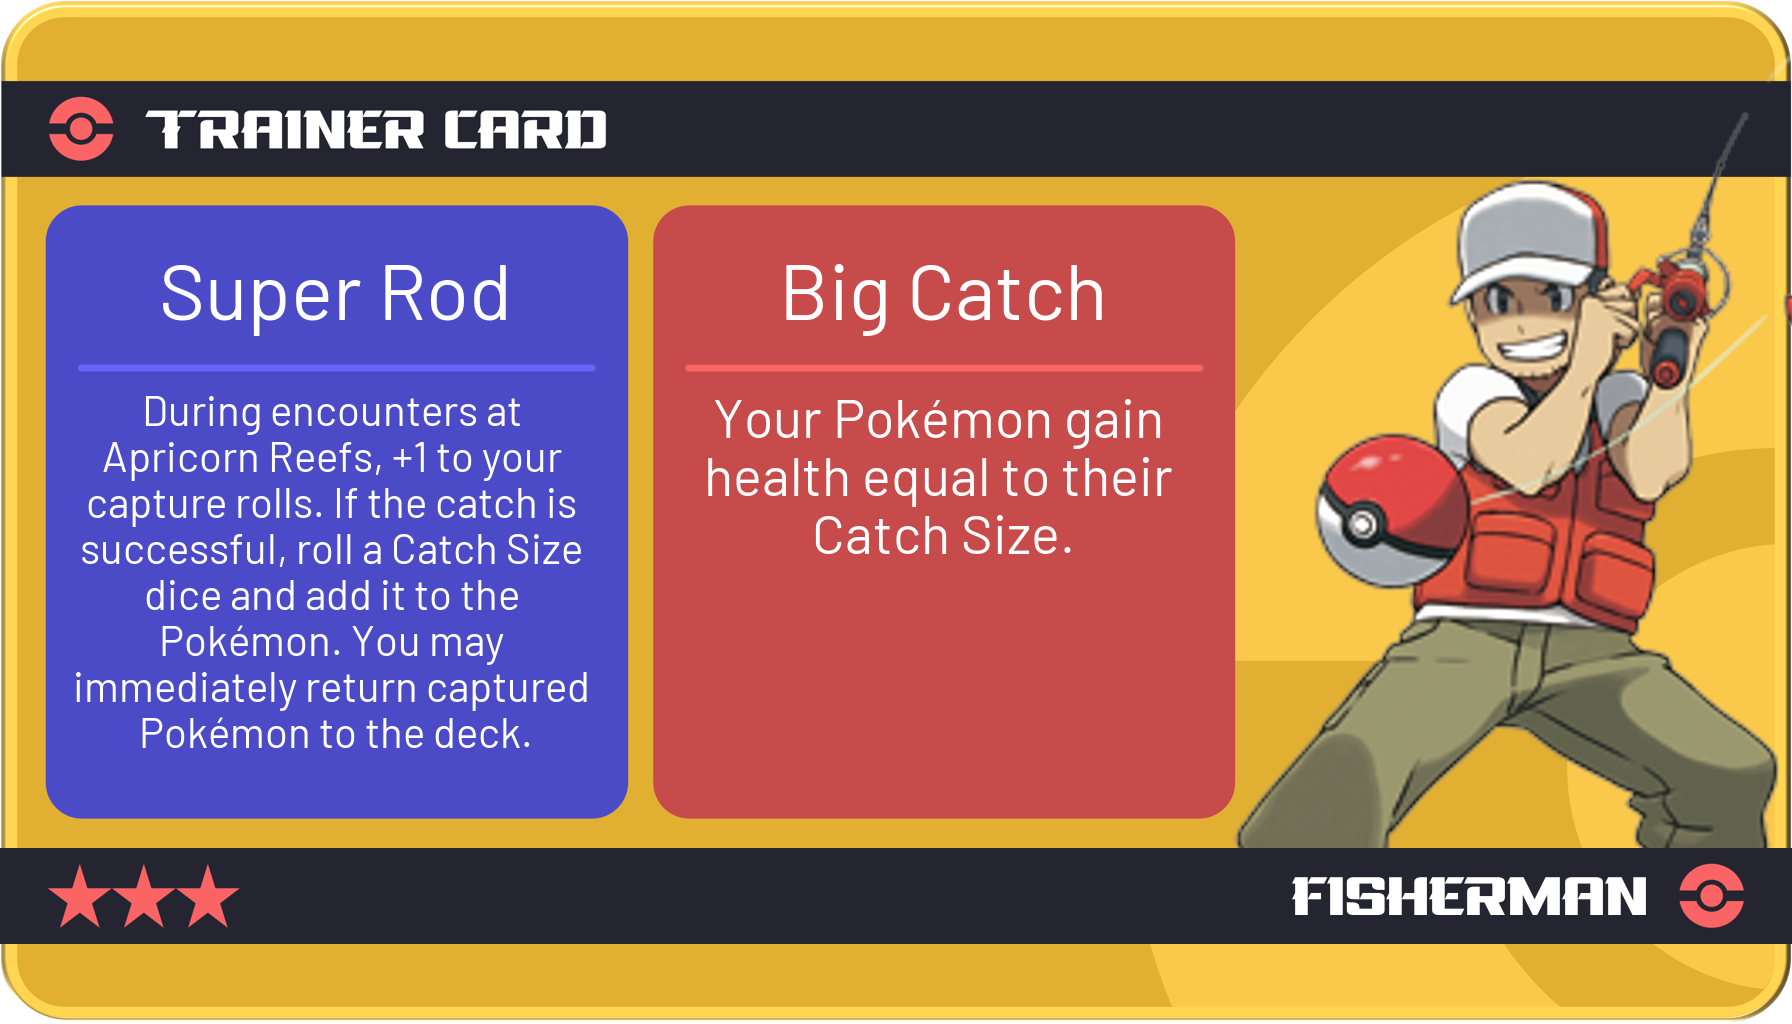 TRAINER CARD
Super Rod
During encounters at
Apricorn Reefs, +1 to your
capture rolls. If the catch is
successful, roll a Catch Size
dice and add it to the
Pokémon. You may
immediately return captured
Pokémon to the deck.
Big Catch
Your Pokémon gain
health equal to their
Catch Size.
FISHERMAN